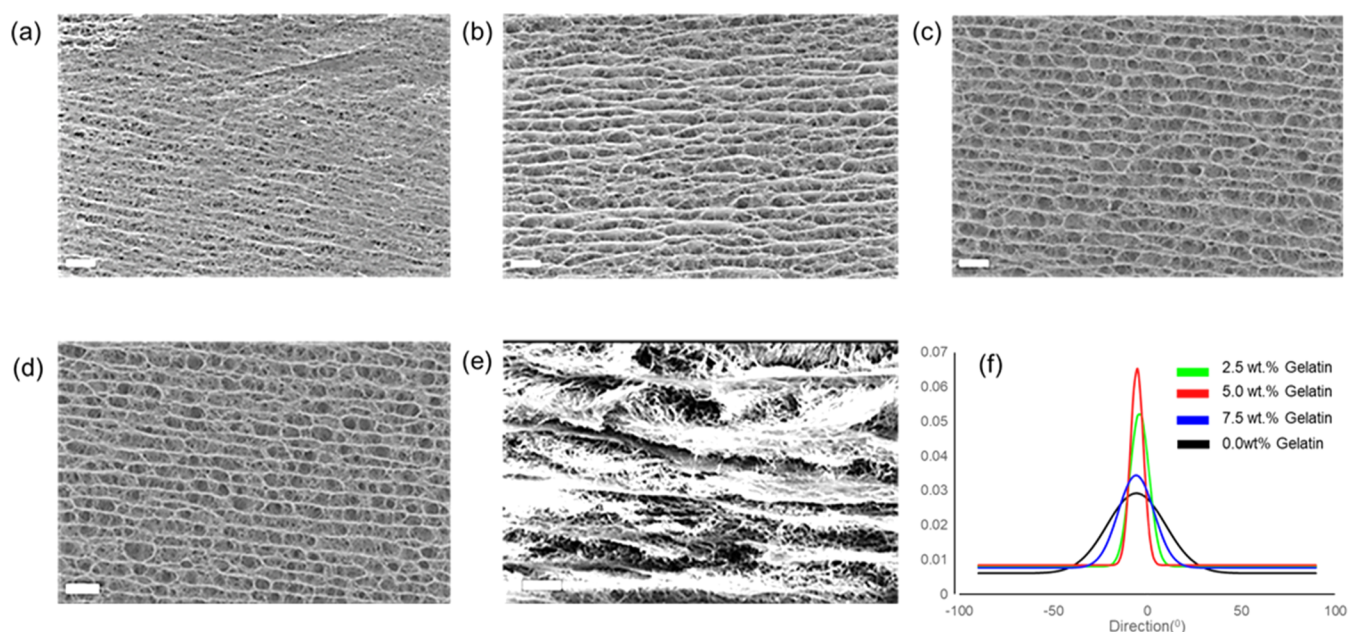 (a)
(b)
(c)
(d)
(e)
(f)
0.07
0.06
0.05
0.04
0.03
0.02
0.01
0
2.5 wt.% Gelatin
5.0 wt.% Gelatin
7.5 wt.% Gelatin
0.0wt% Gelatin
-100
-50
0
50
100
Direction(⁰)